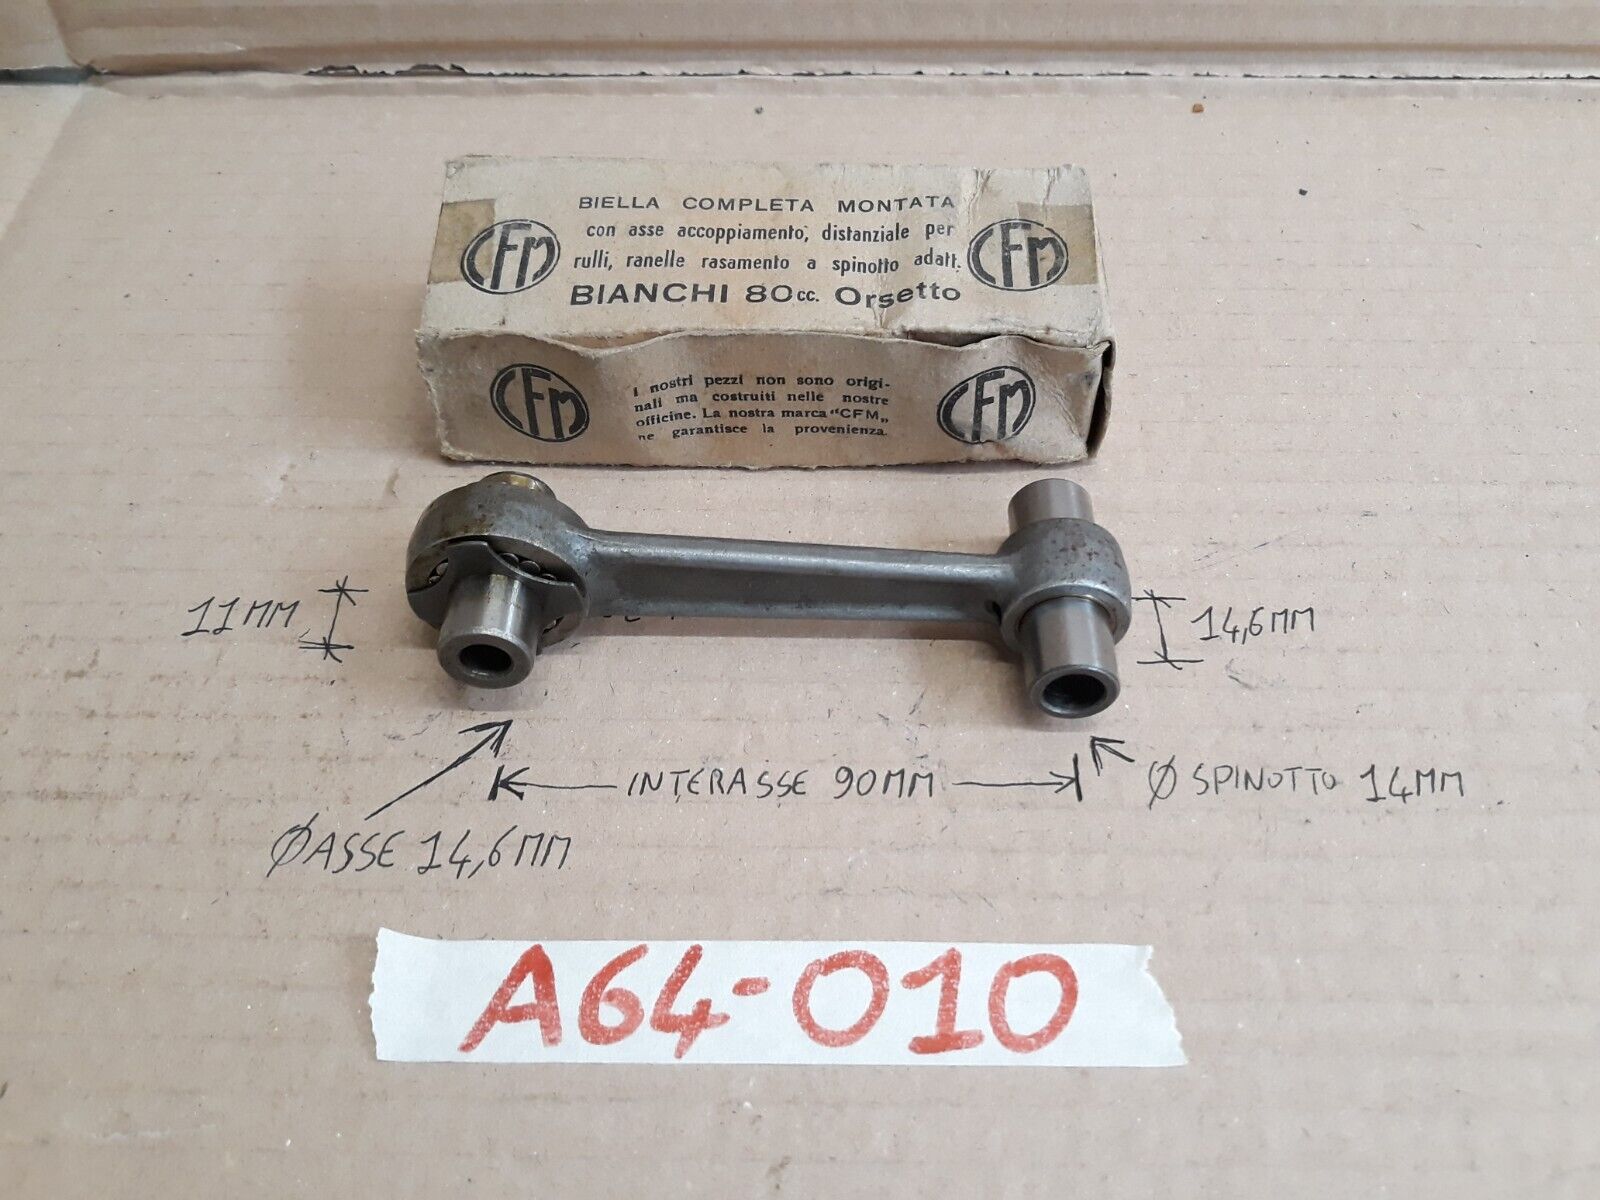 BIELLA COMPLETA MONTATA
con asse accoppiamento, distanziale per
rulli, ranelle rasamento a spinotto adatt.
BIANCHI 80cc. Orsetto
CFM
CFM
I nostri pezzi non sono origi-
nali ma costruiti nelle nostre
officine. La nostra marca "CFM„
ne garantisce la provenienza.
CFM
CFM
11MM
14,6MM
INTERASSE 90MM
Ø SPINOTTO 14MM
ØASSE 14,6MM
A64-010